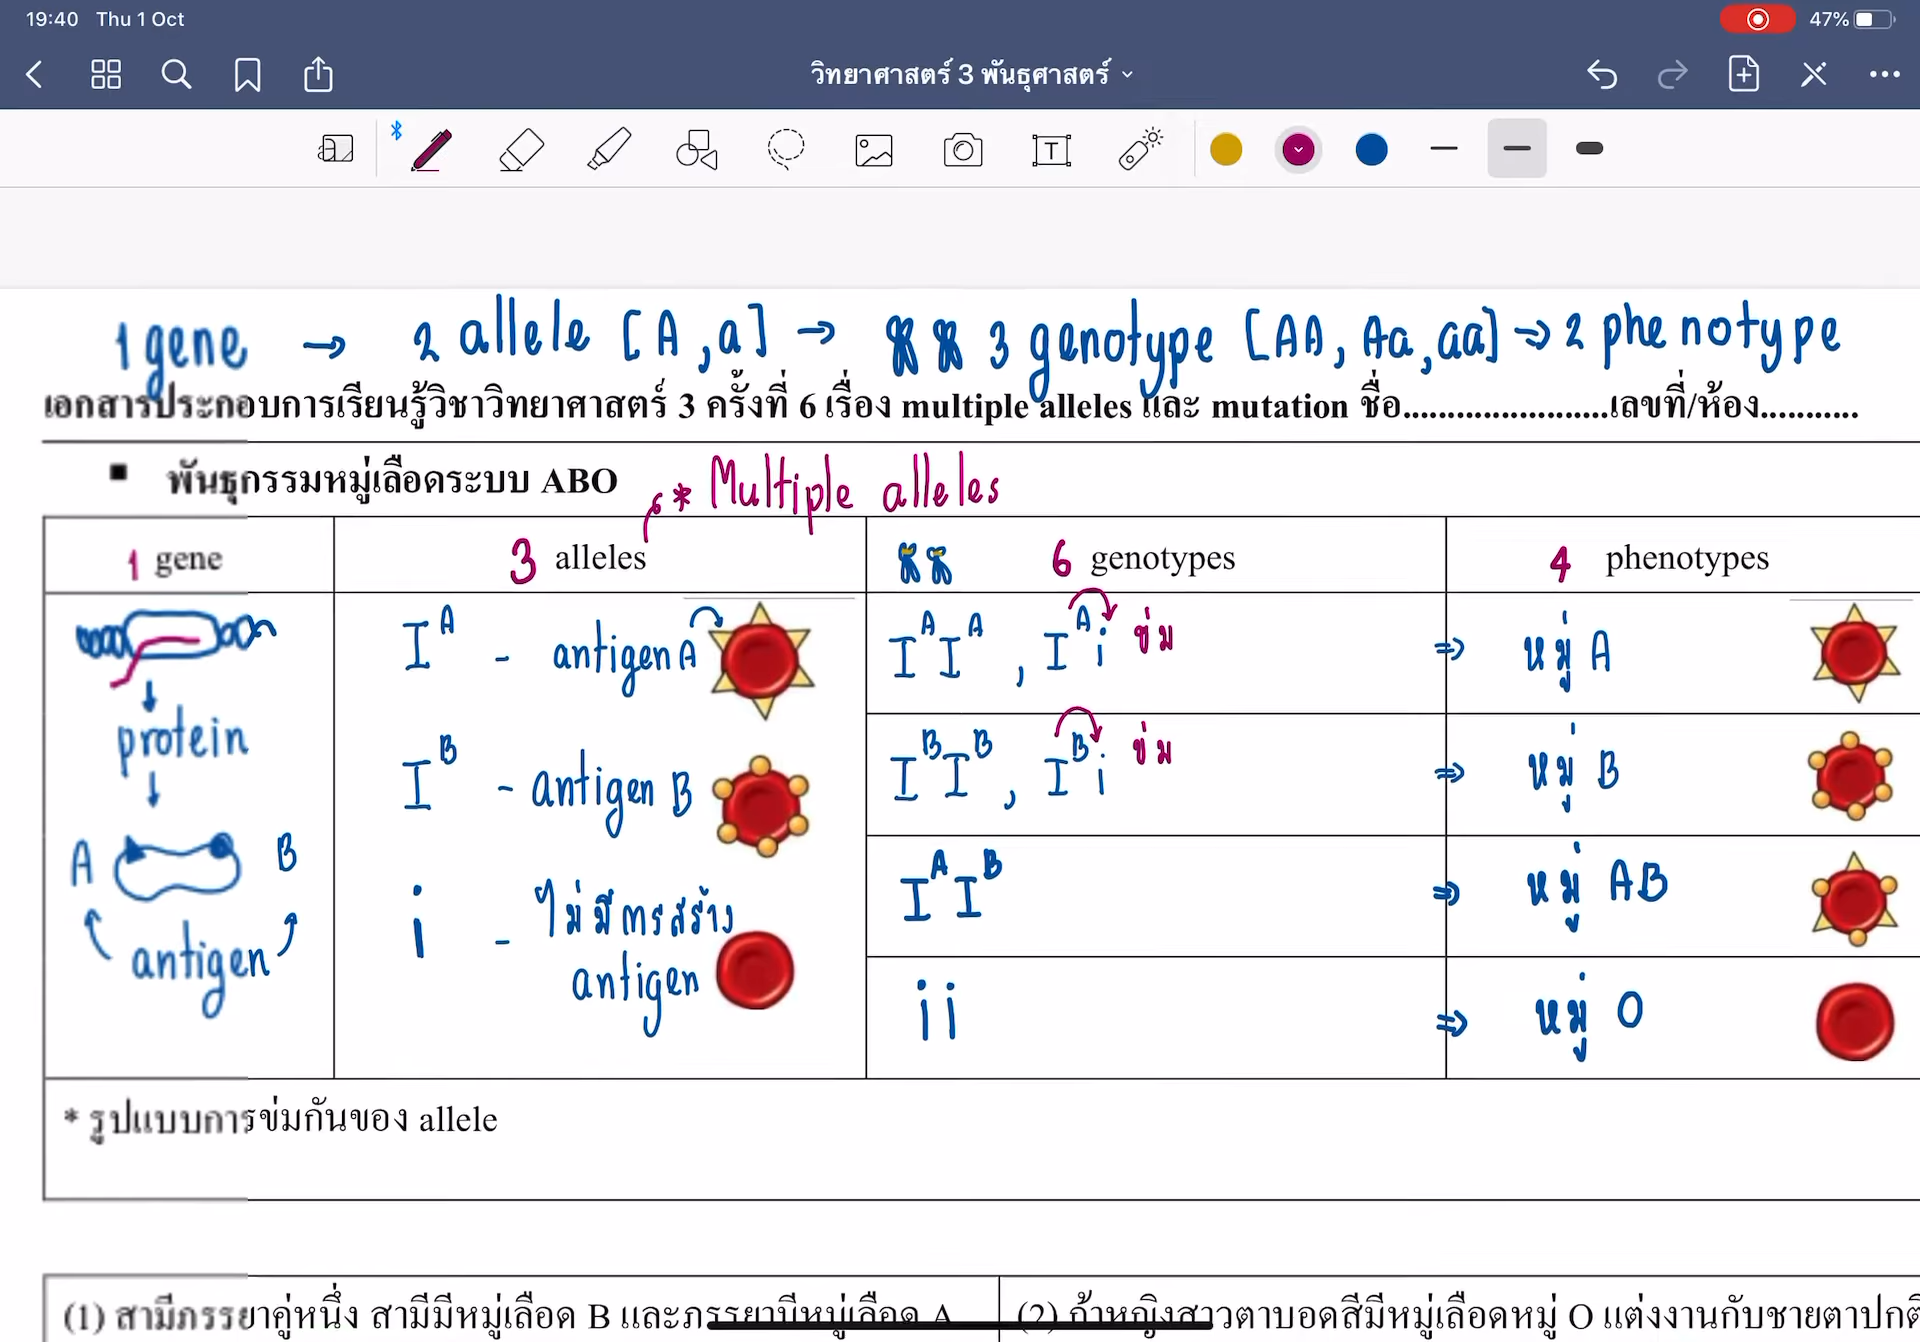 19:40 Thu 1 Oct 47%
วิทยาศาสตร์ 3 พันธุศาสตร์
1 gene → 2 allele [A, a] → 3 genotype [AA, Aa, aa] ⇒ 2 phenotype
เอกสารประกอบการเรียนรู้วิชาวิทยาศาสตร์ 3 ครั้งที่ 6 เรื่อง multiple alleles และ mutation ชื่อ.......................เลขที่/ห้อง...........
▪ พันธุกรรมหมู่เลือดระบบ ABO
* Multiple alleles
1 gene
3 alleles
6 genotypes
4 phenotypes
protein
A B
antigen
I^A - antigen A
I^B - antigen B
i - ไม่มีการสร้าง
antigen
I^A I^A , I^A i ข่ม ⇒ หมู่ A
I^B I^B , I^B i ข่ม ⇒ หมู่ B
I^A I^B ⇒ หมู่ AB
i i ⇒ หมู่ O
* รูปแบบการข่มกันของ allele
(1) สามีภรรยาคู่หนึ่ง สามีมีหมู่เลือด B และภรรยามีหมู่เลือด A
(2) ถ้าหญิงสาวตาบอดสีมีหมู่เลือดหมู่ O แต่งงานกับชายตาปกติ